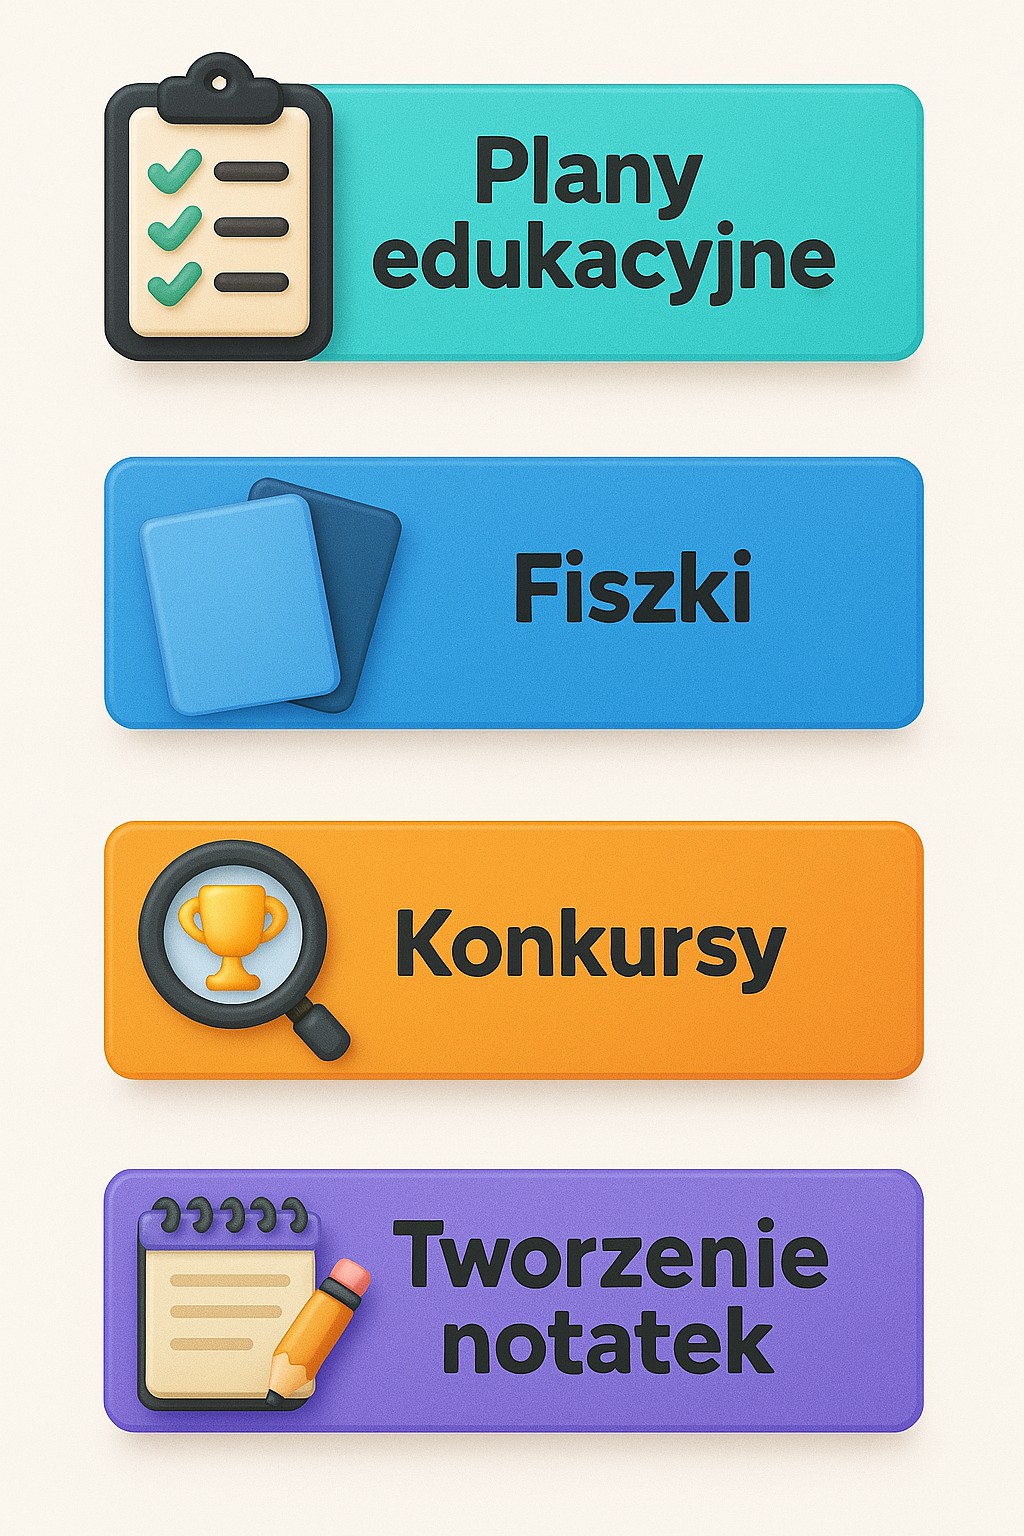 Plany
edukacyjne
Fiszki
Konkursy
Tworzenie
notatek